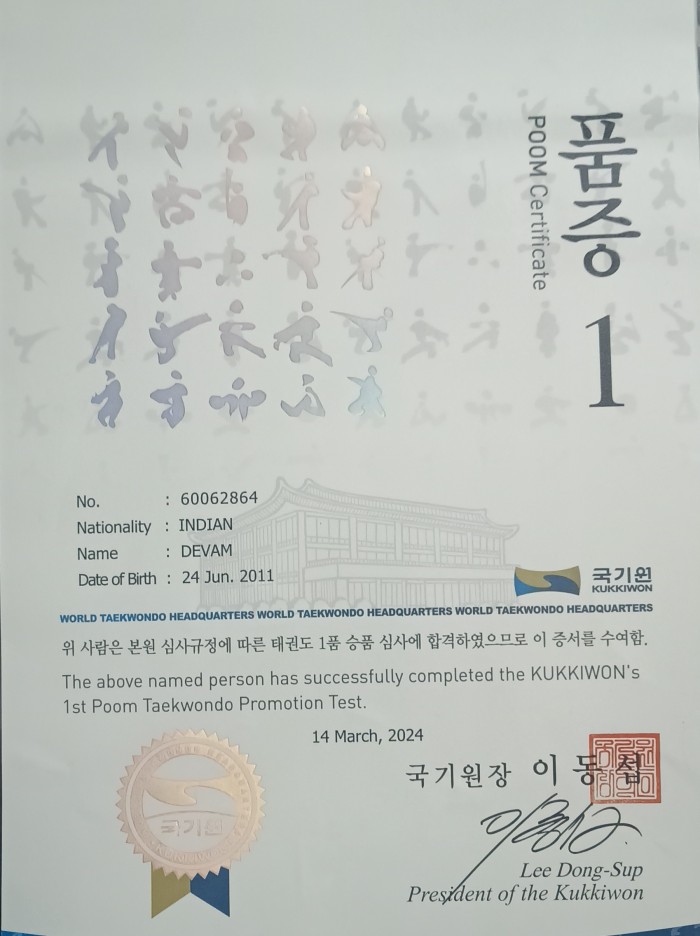 품증
POOM Certificate
1
No. : 60062864
Nationality : INDIAN
Name : DEVAM
Date of Birth : 24 Jun. 2011
국기원
KUKKIWON
WORLD TAEKWONDO HEADQUARTERS WORLD TAEKWONDO HEADQUARTERS WORLD TAEKWONDO HEADQUARTERS
위 사람은 본원 심사규정에 따른 태권도 1품 승품 심사에 합격하였으므로 이 증서를 수여함.
The above named person has successfully completed the KUKKIWON's
1st Poom Taekwondo Promotion Test.
14 March, 2024
국기원장 이동섭
국기원
Lee Dong-Sup
President of the Kukkiwon